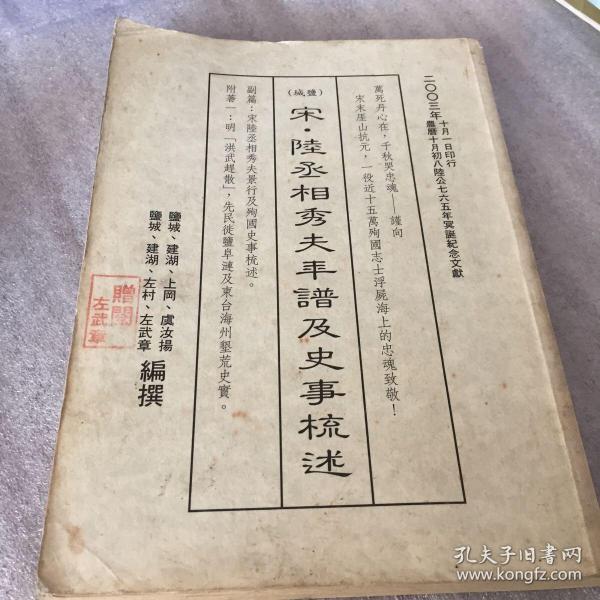 二〇〇三年
十月一日印行
農曆十月初八陸公七六五年冥誕紀念文獻
萬死丹心在，千秋哭忠魂——謹向
宋末崖山抗元，一役近十五萬殉國志士浮屍海上的忠魂致敬！
(鹽城)
宋·陸丞相秀夫年譜及史事梳述
副篇：宋陸丞相秀夫景行及殉國史事梳述。
附著一：明「洪武趕散」，先民徙鹽阜漣及東台海州墾荒史實。
鹽城、建湖、上岡、虞汝揚
鹽城、建湖、左村、左武章
編撰
贈閱
左武章
孔夫子旧书网
www.kongfz.com